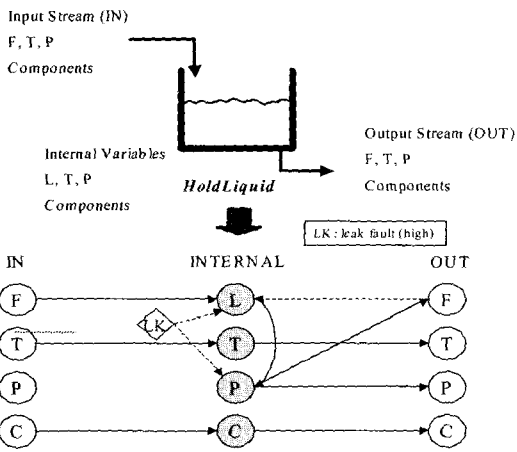 Input Stream (IN)
F, T, P
Components
Internal Variables
L, T, P
Components
HoldLiquid
Output Stream (OUT)
F, T, P
Components
LK : leak fault (high)
IN
INTERNAL
OUT
F
L
F
LK
T
T
T
P
P
P
C
C
C